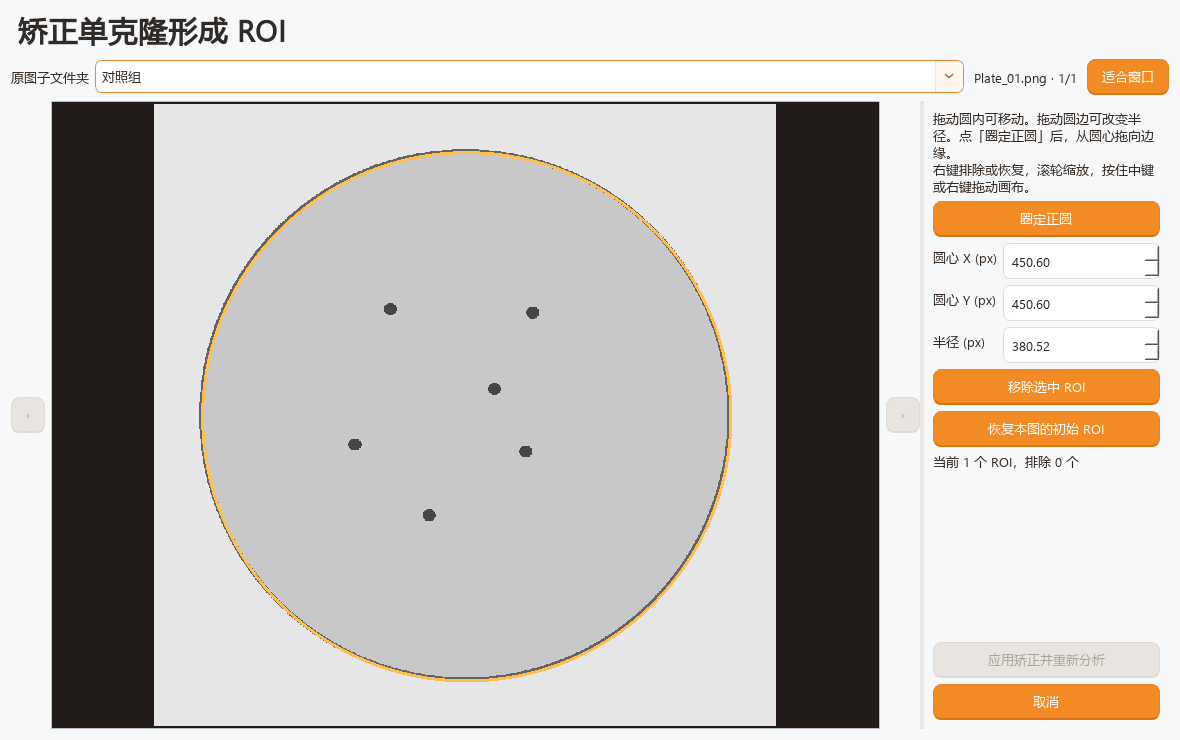 矫正单克隆形成 ROI
原图子文件夹
对照组
Plate_01.png · 1/1
适合窗口
拖动圆内可移动。拖动圆边可改变半
径。点「圈定正圆」后，从圆心拖向边
缘。
右键排除或恢复，滚轮缩放，按住中键
或右键拖动画布。
圈定正圆
圆心 X (px)
450.60
圆心 Y (px)
450.60
半径 (px)
380.52
移除选中 ROI
恢复本图的初始 ROI
当前 1 个 ROI，排除 0 个
‹
›
应用矫正并重新分析
取消